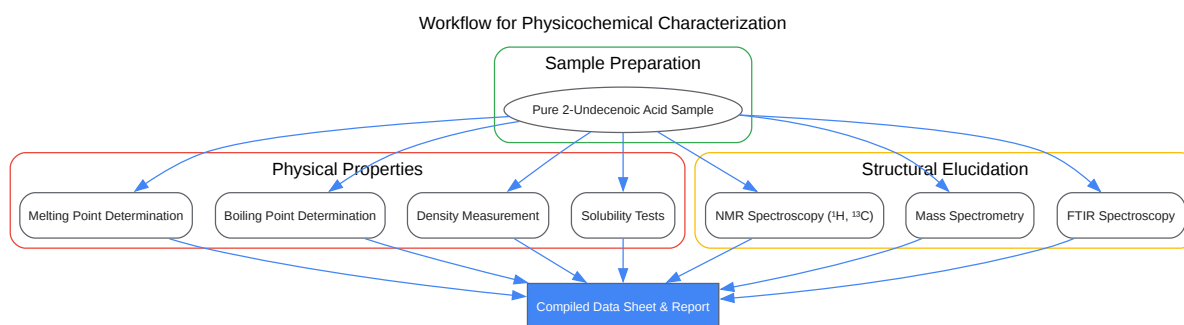 Workflow for Physicochemical Characterization
Sample Preparation
Pure 2-Undecenoic Acid Sample
Physical Properties
Structural Elucidation
Melting Point Determination
Boiling Point Determination
Density Measurement
Solubility Tests
NMR Spectroscopy (¹H, ¹³C)
Mass Spectrometry
FTIR Spectroscopy
Compiled Data Sheet & Report